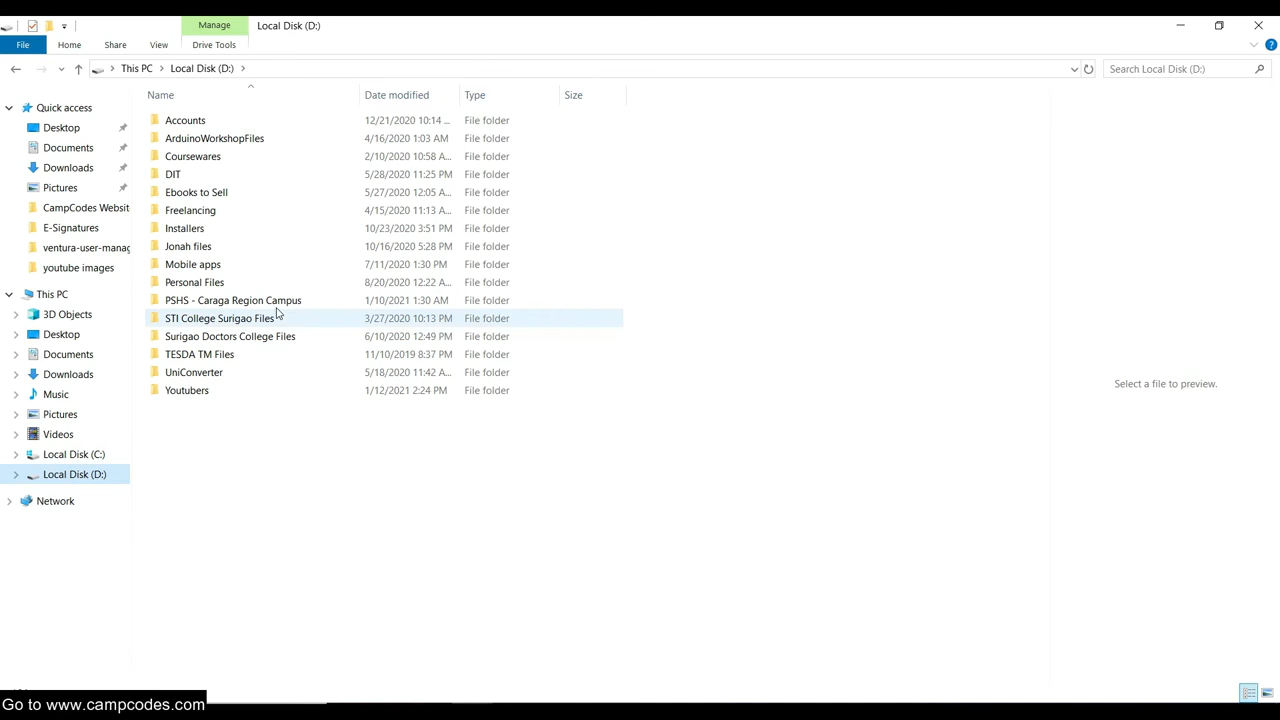 Manage
Local Disk (D:)
File
Home
Share
View
Drive Tools
This PC
Local Disk (D:)
Search Local Disk (D:)
Quick access
Desktop
Documents
Downloads
Pictures
CampCodes Websit
E-Signatures
ventura-user-manag
youtube images
This PC
3D Objects
Desktop
Documents
Downloads
Music
Pictures
Videos
Local Disk (C:)
Local Disk (D:)
Network
Name Date modified Type Size
Accounts 12/21/2020 10:14 ... File folder
ArduinoWorkshopFiles 4/16/2020 1:03 AM File folder
Coursewares 2/10/2020 10:58 A... File folder
DIT 5/28/2020 11:25 PM File folder
Ebooks to Sell 5/27/2020 12:05 A... File folder
Freelancing 4/15/2020 11:13 A... File folder
Installers 10/23/2020 3:51 PM File folder
Jonah files 10/16/2020 5:28 PM File folder
Mobile apps 7/11/2020 1:30 PM File folder
Personal Files 8/20/2020 12:22 A... File folder
PSHS - Caraga Region Campus 1/10/2021 1:30 AM File folder
STI College Surigao Files 3/27/2020 10:13 PM File folder
Surigao Doctors College Files 6/10/2020 12:49 PM File folder
TESDA TM Files 11/10/2019 8:37 PM File folder
UniConverter 5/18/2020 11:42 A... File folder
Youtubers 1/12/2021 2:24 PM File folder
Select a file to preview.
Go to www.campcodes.com